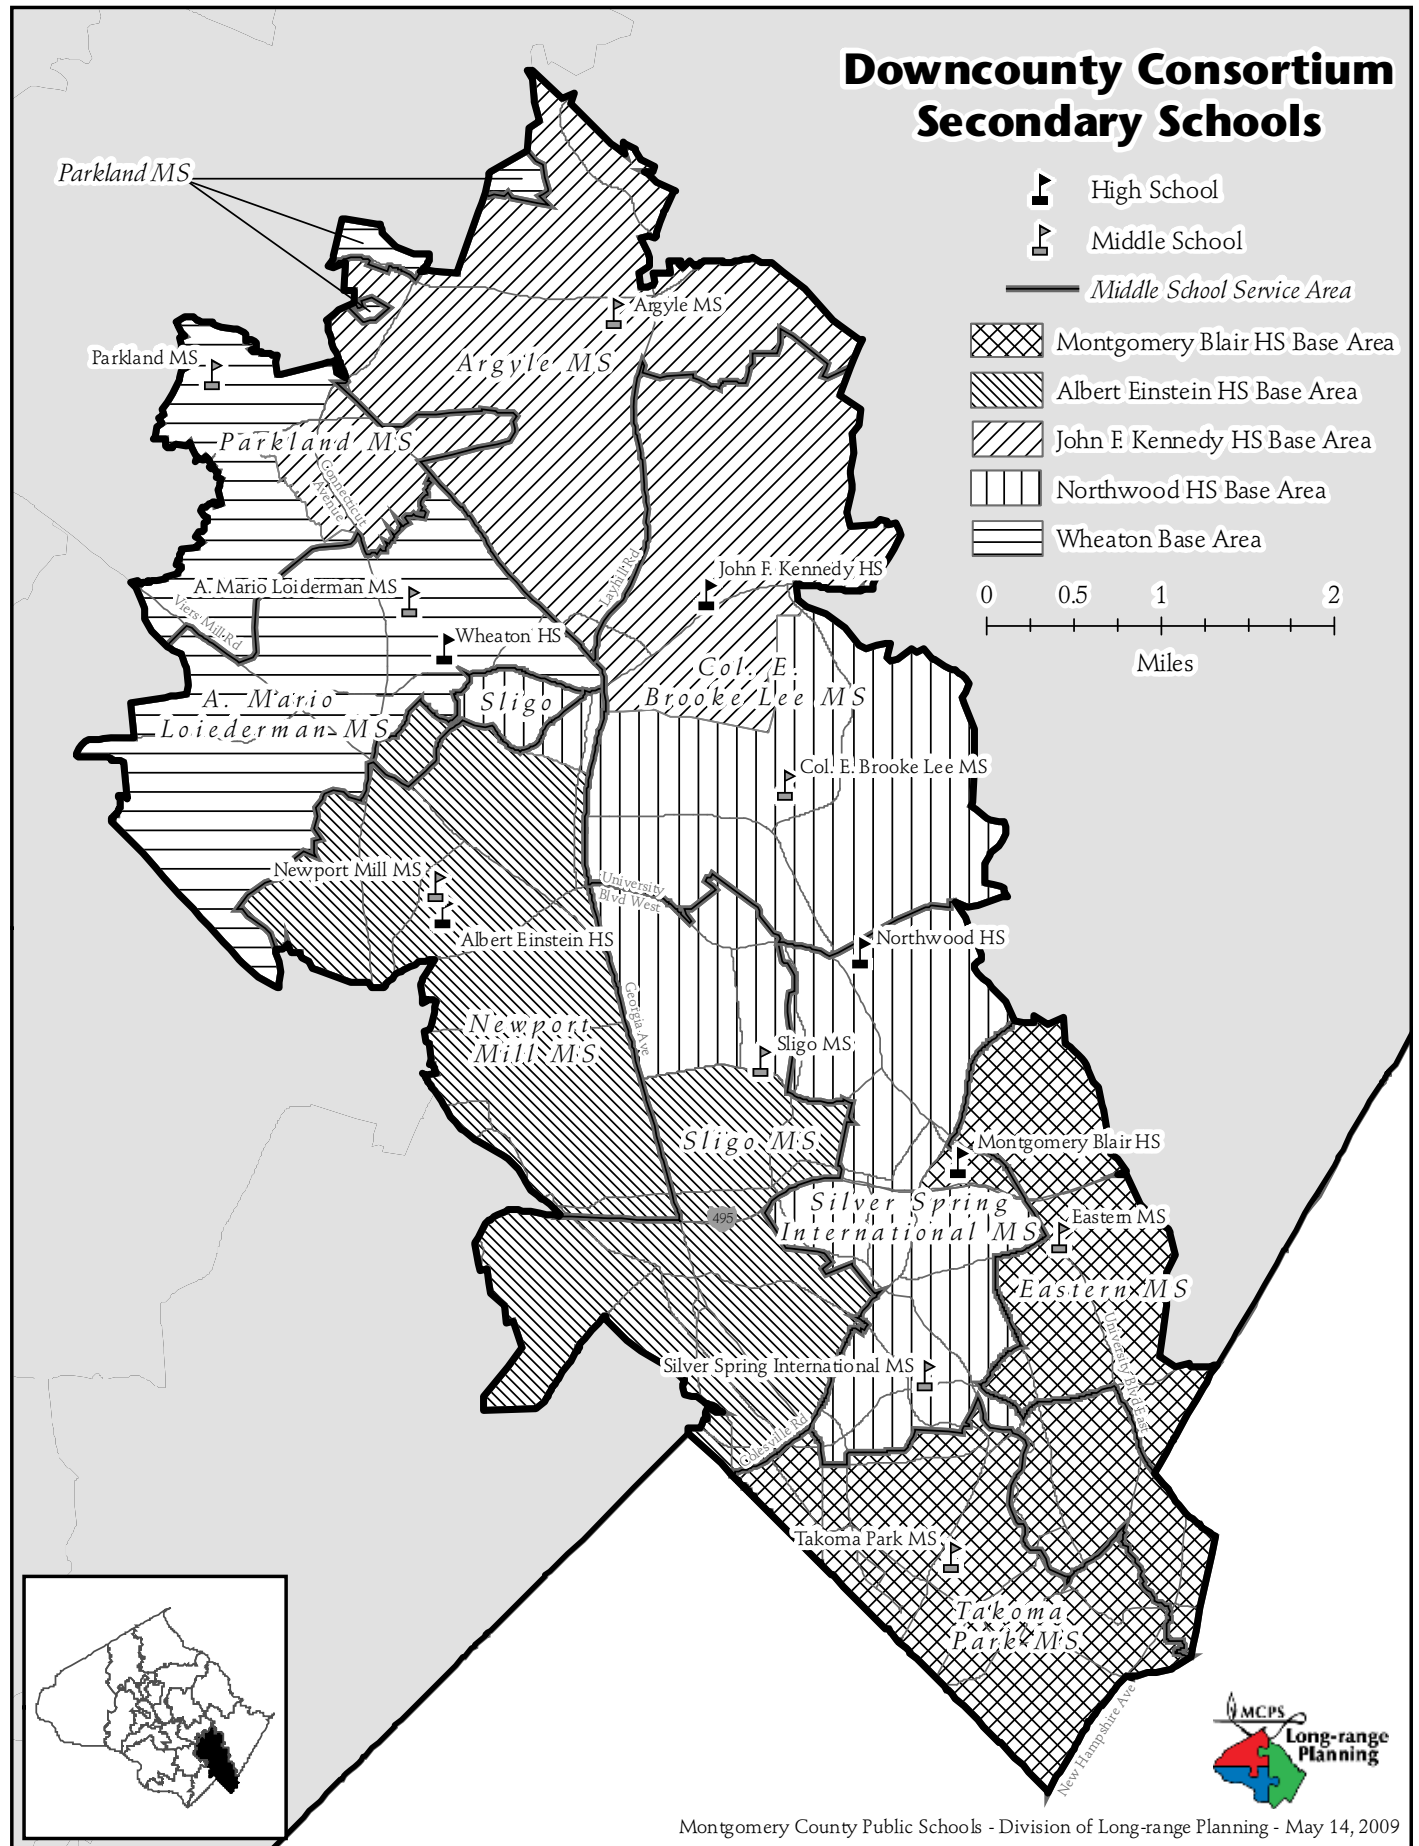 Downcounty Consortium
Secondary Schools
High School
Middle School
Middle School Service Area
Montgomery Blair HS Base Area
Albert Einstein HS Base Area
John F. Kennedy HS Base Area
Northwood HS Base Area
Wheaton Base Area
0 0.5 1 2
Miles
Parkland MS
Argyle MS
Argyle MS
Parkland MS
Parkland MS
Connecticut
Avenue
Layhill Rd
John F. Kennedy HS
A. Mario Loiderman MS
Viers Mill Rd
Wheaton HS
Col. E.
Brooke Lee MS
Sligo
A. Mario
Loiederman MS
Col. E. Brooke Lee MS
Newport Mill MS
University
Blvd West
Albert Einstein HS
Northwood HS
Georgia Ave
Newport
Mill MS
Sligo MS
Sligo MS
Montgomery Blair HS
Silver Spring
International MS
495
Eastern MS
Eastern MS
University Blvd East
Silver Spring International MS
Colesville Rd
Takoma Park MS
Takoma
Park MS
New Hampshire Ave
MCPS
Long-range
Planning
Montgomery County Public Schools - Division of Long-range Planning - May 14, 2009